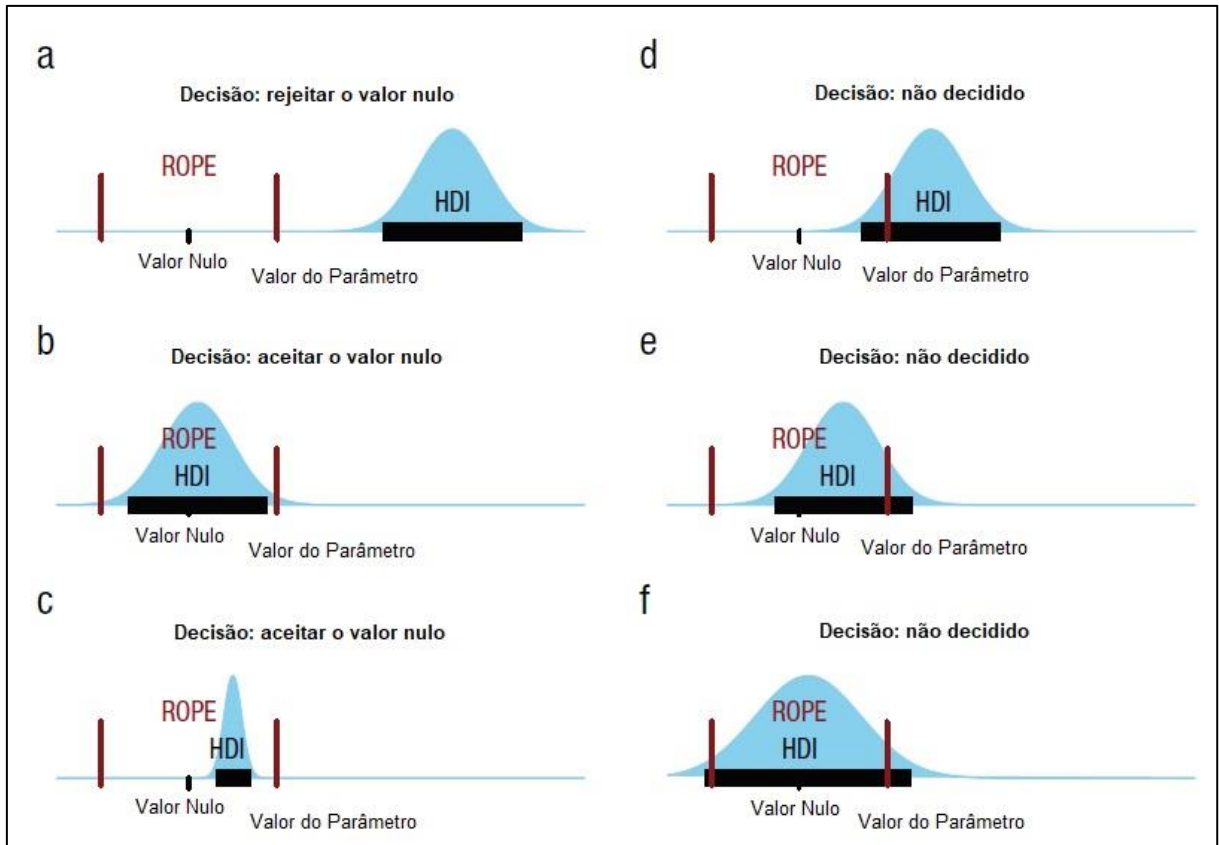 a
Decisão: rejeitar o valor nulo
ROPE
HDI
Valor Nulo
Valor do Parâmetro
b
Decisão: aceitar o valor nulo
ROPE
HDI
Valor Nulo
Valor do Parâmetro
c
Decisão: aceitar o valor nulo
ROPE
HDI
Valor Nulo
Valor do Parâmetro
d
Decisão: não decidido
ROPE
HDI
Valor Nulo
Valor do Parâmetro
e
Decisão: não decidido
ROPE
HDI
Valor Nulo
Valor do Parâmetro
f
Decisão: não decidido
ROPE
HDI
Valor Nulo
Valor do Parâmetro